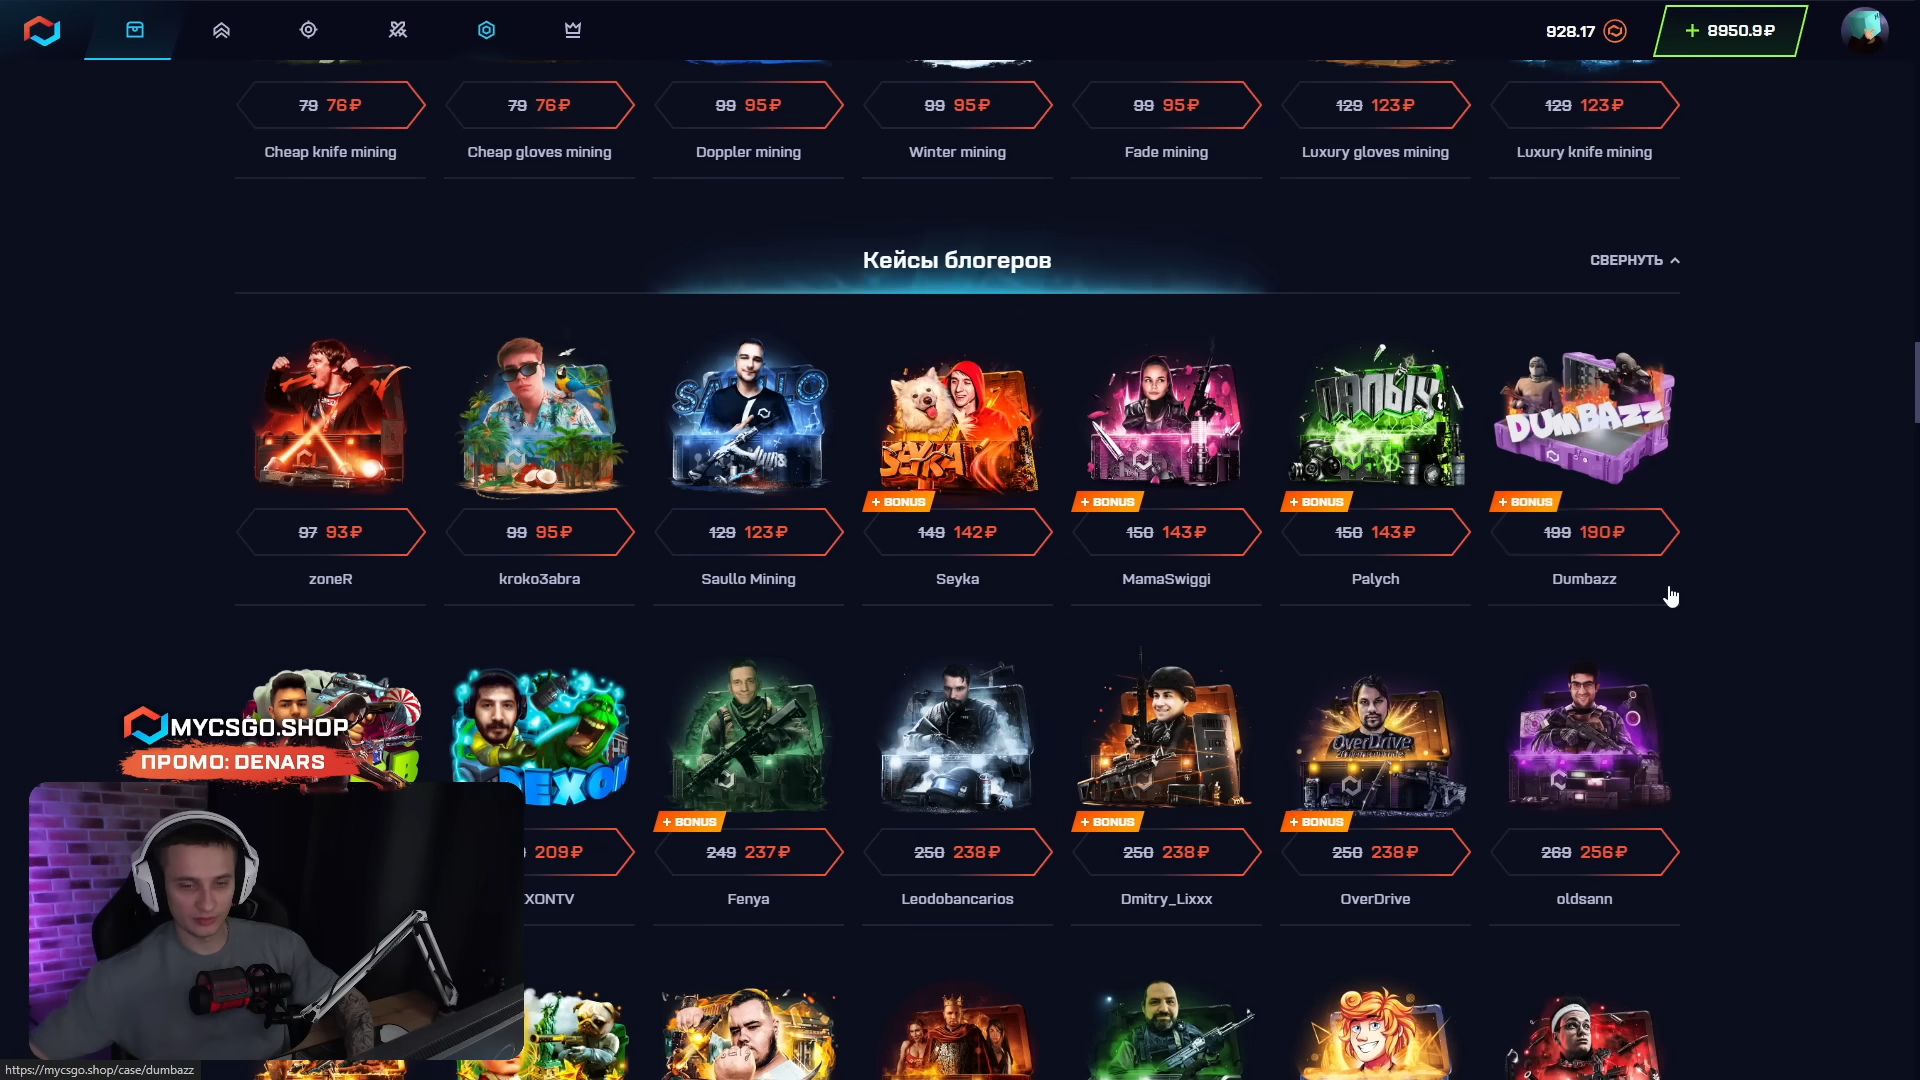 928.17
+ 8950.9₽
79 76₽
79 76₽
99 95₽
99 95₽
99 95₽
129 123₽
129 123₽
Cheap knife mining
Cheap gloves mining
Doppler mining
Winter mining
Fade mining
Luxury gloves mining
Luxury knife mining
Кейсы блогеров
СВЕРНУТЬ
SAULLO
SEYKA
ПАЛЫЧ
DUMBAZZ
+ BONUS
+ BONUS
+ BONUS
+ BONUS
97 93₽
99 95₽
129 123₽
149 142₽
150 143₽
150 143₽
199 190₽
zoneR
kroko3abra
Saullo Mining
Seyka
MamaSwiggi
Palych
Dumbazz
MYCSGO.SHOP
ПРОМО: DENARS
OverDrive
+ BONUS
+ BONUS
+ BONUS
209₽
249 237₽
250 238₽
250 238₽
250 238₽
269 256₽
XONTV
Fenya
Leodobancarios
Dmitry_Lixxx
OverDrive
oldsann
https://mycsgo.shop/case/dumbazz